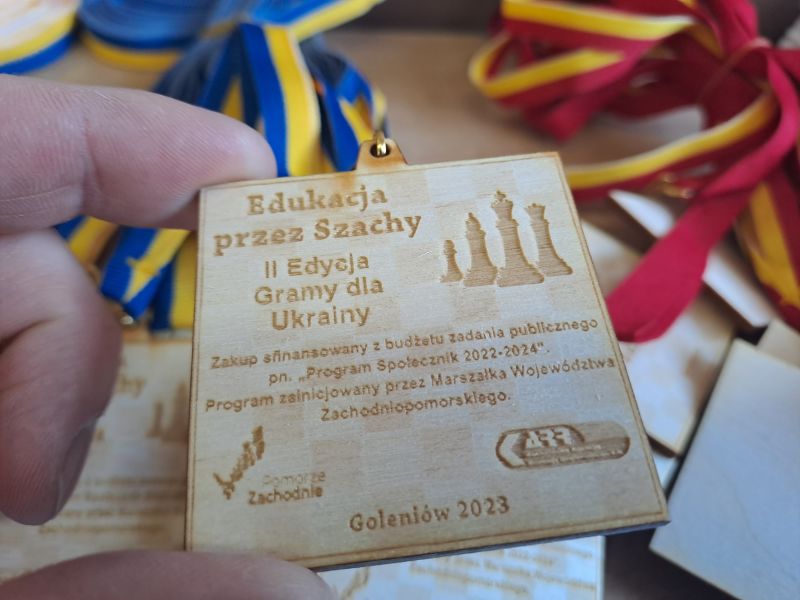 Edukacja
przez Szachy
II Edycja
Gramy dla
Ukrainy
Zakup sfinansowany z budżetu zadania publicznego
pn. „Program Społecznik 2022-2024”.
Program zainicjowany przez Marszałka Województwa
Zachodniopomorskiego.
Pomorze
Zachodnie
ARR
Goleniów 2023